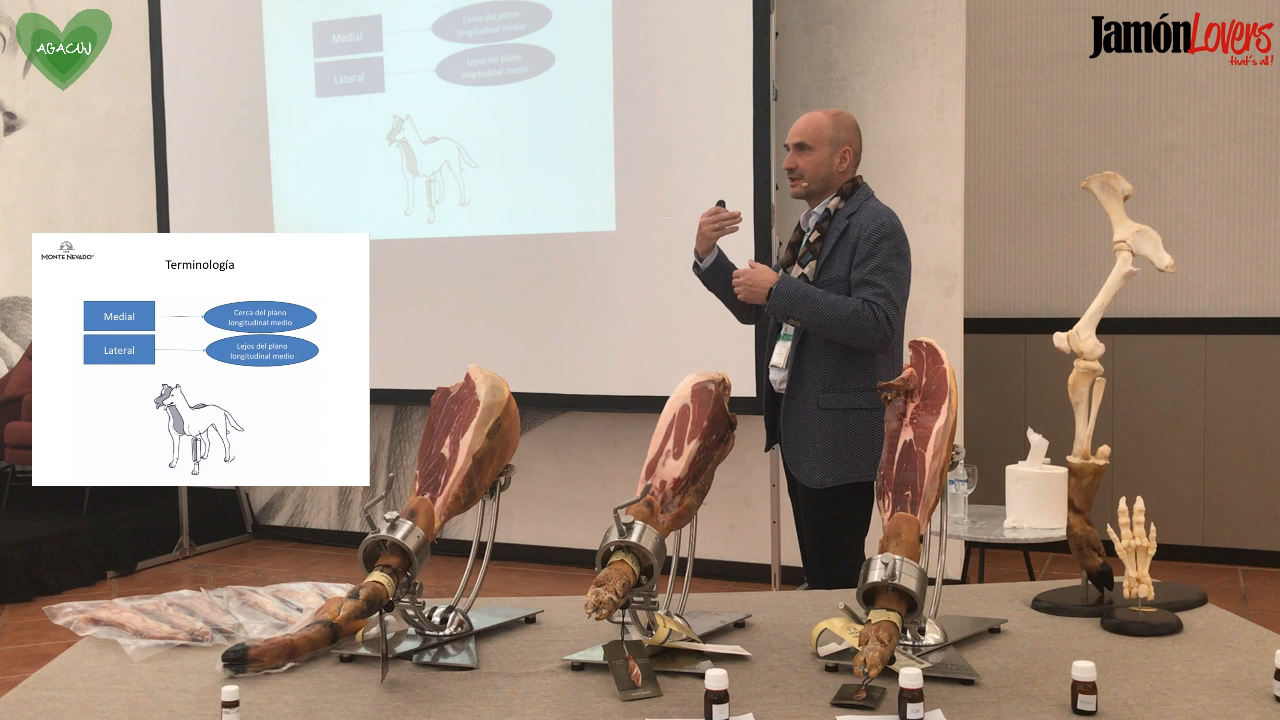 AGACUJ
JamónLovers
that's all!
Medial
Cerca del plano
longitudinal medio
Lateral
Lejos del plano
longitudinal medio
MONTE NEVADO
Terminología
Medial
Cerca del plano
longitudinal medio
Lateral
Lejos del plano
longitudinal medio